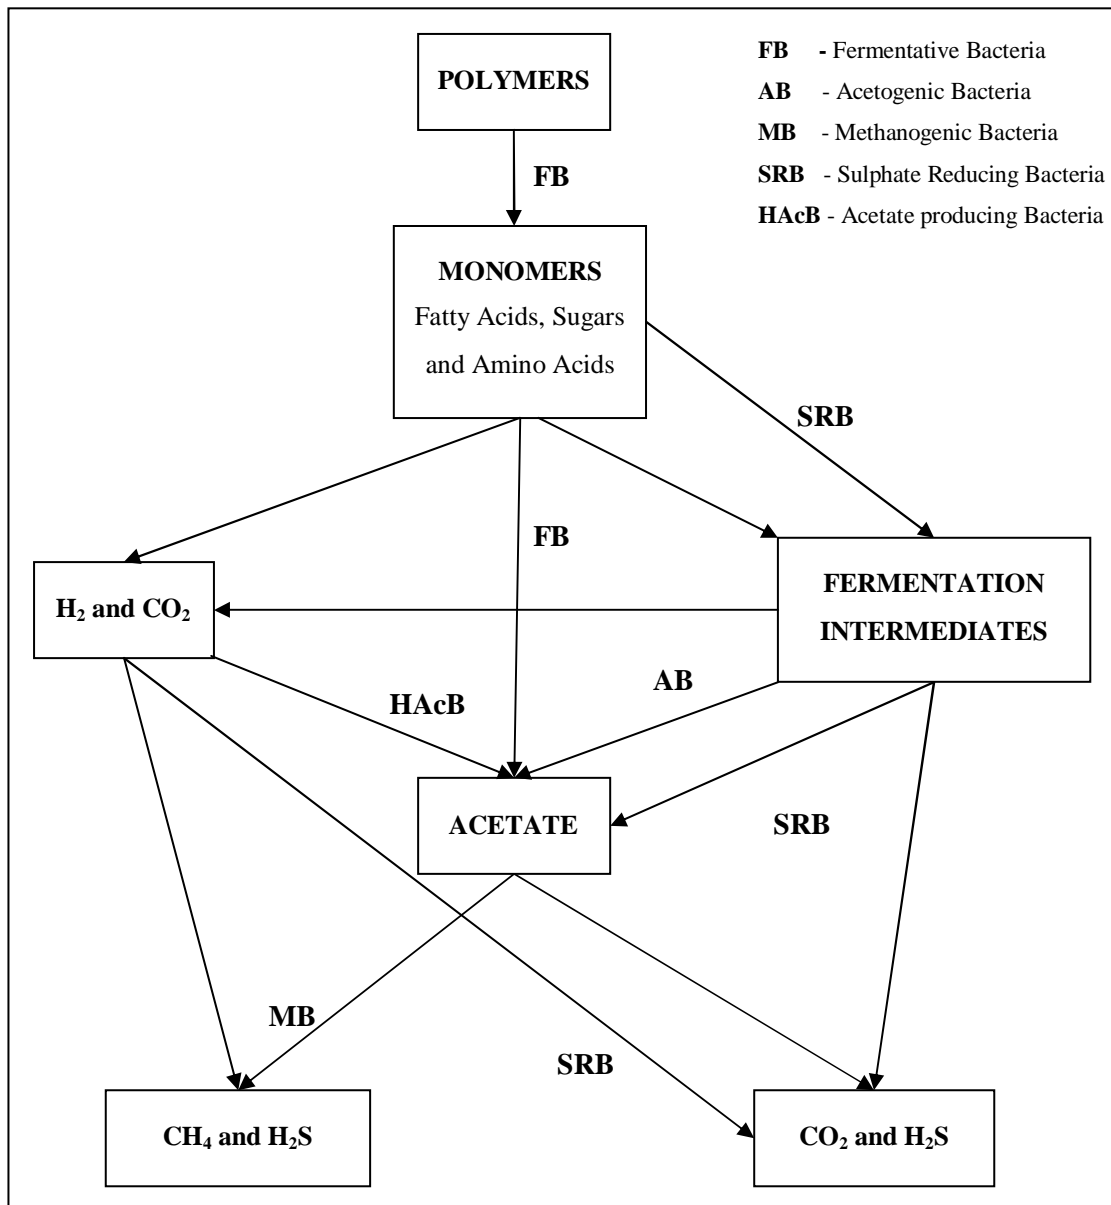 POLYMERS
FB - Fermentative Bacteria
AB - Acetogenic Bacteria
MB - Methanogenic Bacteria
SRB - Sulphate Reducing Bacteria
HAcB - Acetate producing Bacteria
FB
MONOMERS
Fatty Acids, Sugars
and Amino Acids
SRB
FB
H₂ and CO₂
FERMENTATION
INTERMEDIATES
HAcB
AB
ACETATE
SRB
MB
SRB
CH₄ and H₂S
CO₂ and H₂S